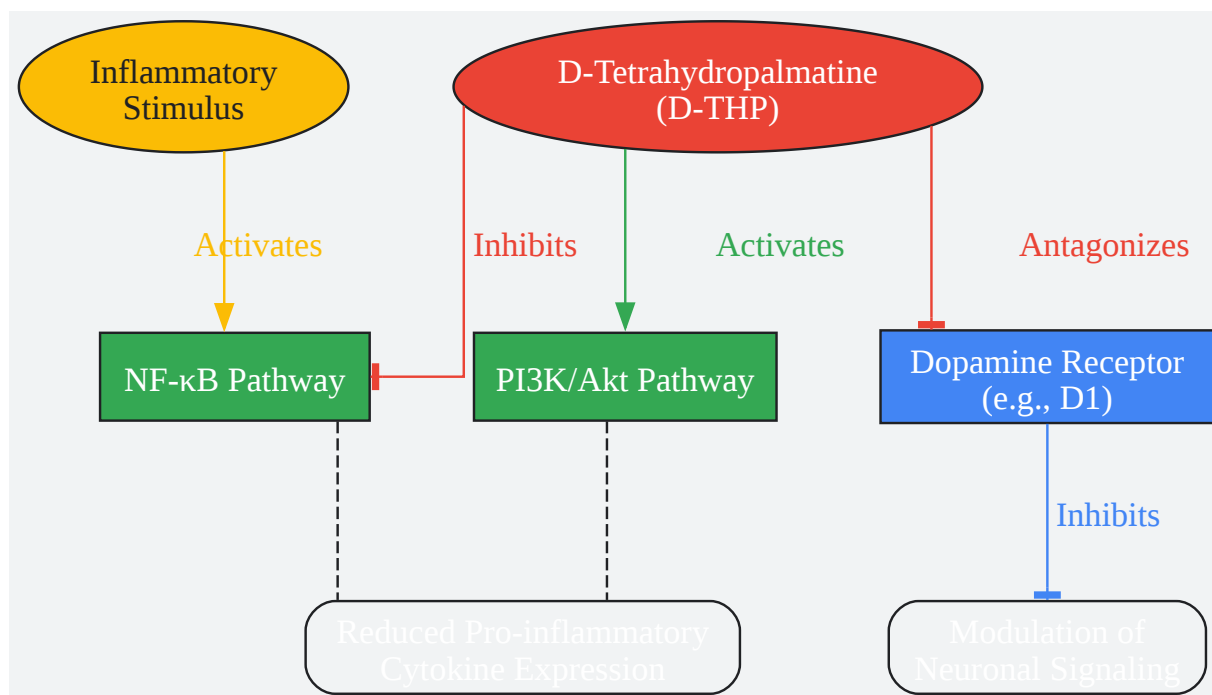 Inflammatory
Stimulus
D-Tetrahydropalmatine
(D-THP)
Activates
Inhibits
Activates
Antagonizes
NF-κB Pathway
PI3K/Akt Pathway
Dopamine Receptor
(e.g., D1)
Inhibits
Reduced Pro-inflammatory
Cytokine Expression
Modulation of
Neuronal Signaling